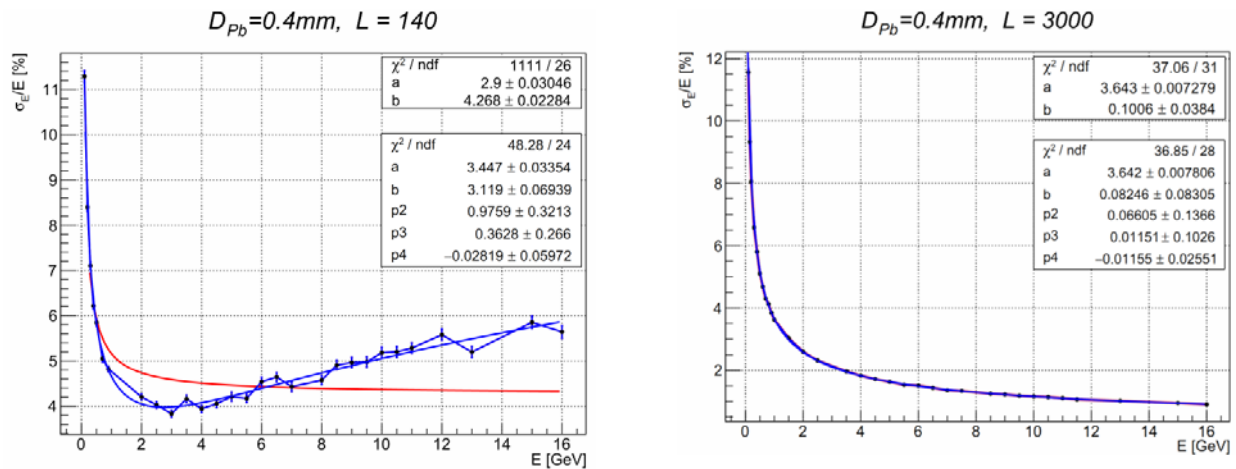 D_Pb=0.4mm, L = 140
σ_E/E [%]
χ² / ndf 1111 / 26
a 2.9 ± 0.03046
b 4.268 ± 0.02284
χ² / ndf 48.28 / 24
a 3.447 ± 0.03354
b 3.119 ± 0.06939
p2 0.9759 ± 0.3213
p3 0.3628 ± 0.266
p4 −0.02819 ± 0.05972
11
10
9
8
7
6
5
4
0 2 4 6 8 10 12 14 16
E [GeV]
D_Pb=0.4mm, L = 3000
σ_E/E [%]
χ² / ndf 37.06 / 31
a 3.643 ± 0.007279
b 0.1006 ± 0.0384
χ² / ndf 36.85 / 28
a 3.642 ± 0.007806
b 0.08246 ± 0.08305
p2 0.06605 ± 0.1366
p3 0.01151 ± 0.1026
p4 −0.01155 ± 0.02551
12
10
8
6
4
2
0 2 4 6 8 10 12 14 16
E [GeV]